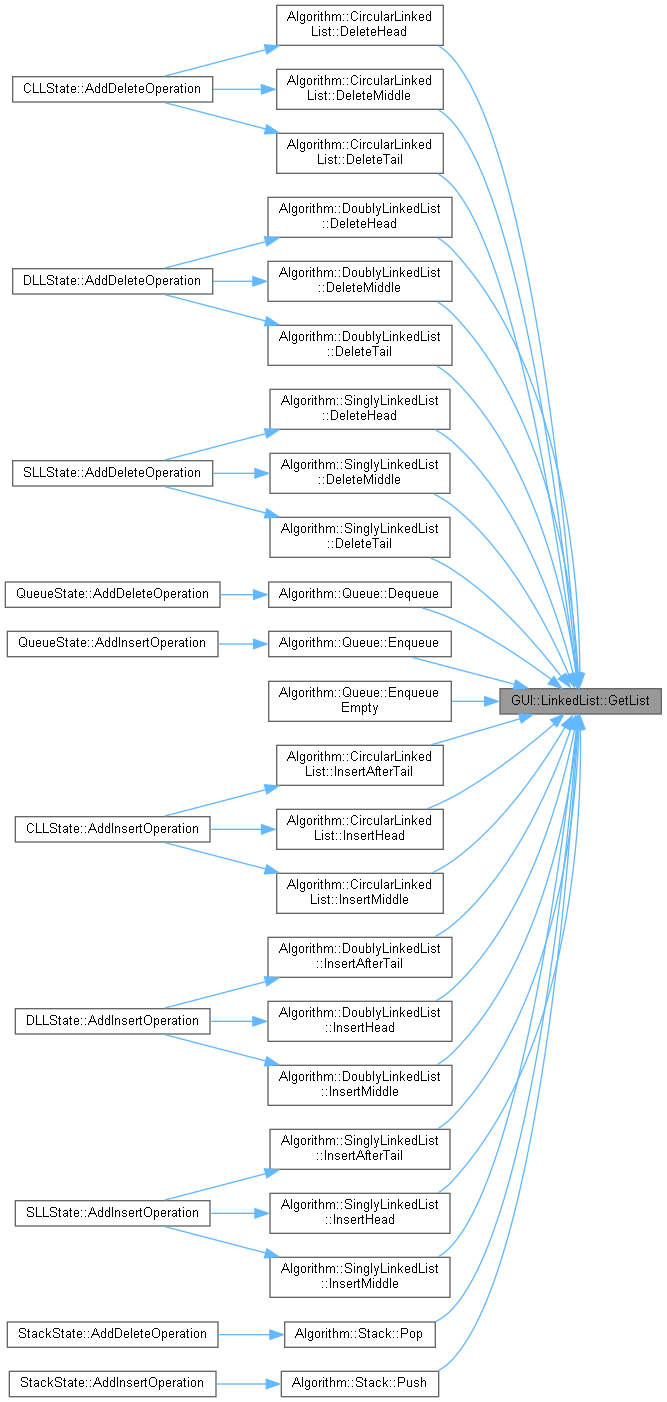 Algorithm::CircularLinked
List::DeleteHead
CLLState::AddDeleteOperation
Algorithm::CircularLinked
List::DeleteMiddle
Algorithm::CircularLinked
List::DeleteTail
Algorithm::DoublyLinkedList
::DeleteHead
DLLState::AddDeleteOperation
Algorithm::DoublyLinkedList
::DeleteMiddle
Algorithm::DoublyLinkedList
::DeleteTail
Algorithm::SinglyLinkedList
::DeleteHead
SLLState::AddDeleteOperation
Algorithm::SinglyLinkedList
::DeleteMiddle
Algorithm::SinglyLinkedList
::DeleteTail
QueueState::AddDeleteOperation
Algorithm::Queue::Dequeue
QueueState::AddInsertOperation
Algorithm::Queue::Enqueue
Algorithm::Queue::Enqueue
Empty
GUI::LinkedList::GetList
Algorithm::CircularLinked
List::InsertAfterTail
CLLState::AddInsertOperation
Algorithm::CircularLinked
List::InsertHead
Algorithm::CircularLinked
List::InsertMiddle
Algorithm::DoublyLinkedList
::InsertAfterTail
DLLState::AddInsertOperation
Algorithm::DoublyLinkedList
::InsertHead
Algorithm::DoublyLinkedList
::InsertMiddle
Algorithm::SinglyLinkedList
::InsertAfterTail
SLLState::AddInsertOperation
Algorithm::SinglyLinkedList
::InsertHead
Algorithm::SinglyLinkedList
::InsertMiddle
StackState::AddDeleteOperation
Algorithm::Stack::Pop
StackState::AddInsertOperation
Algorithm::Stack::Push